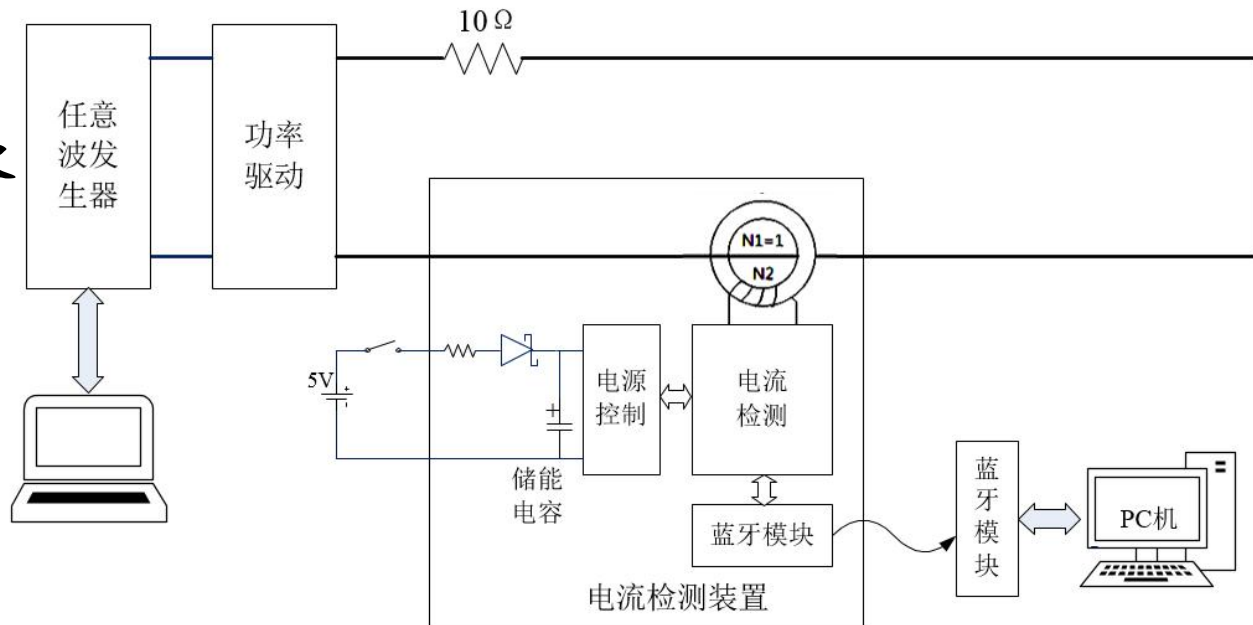 10Ω
任意
波发
生器
功率
驱动
N1=1
N2
5V
+
储能
电容
电源
控制
电流
检测
蓝牙模块
电流检测装置
蓝
牙
模
块
PC机